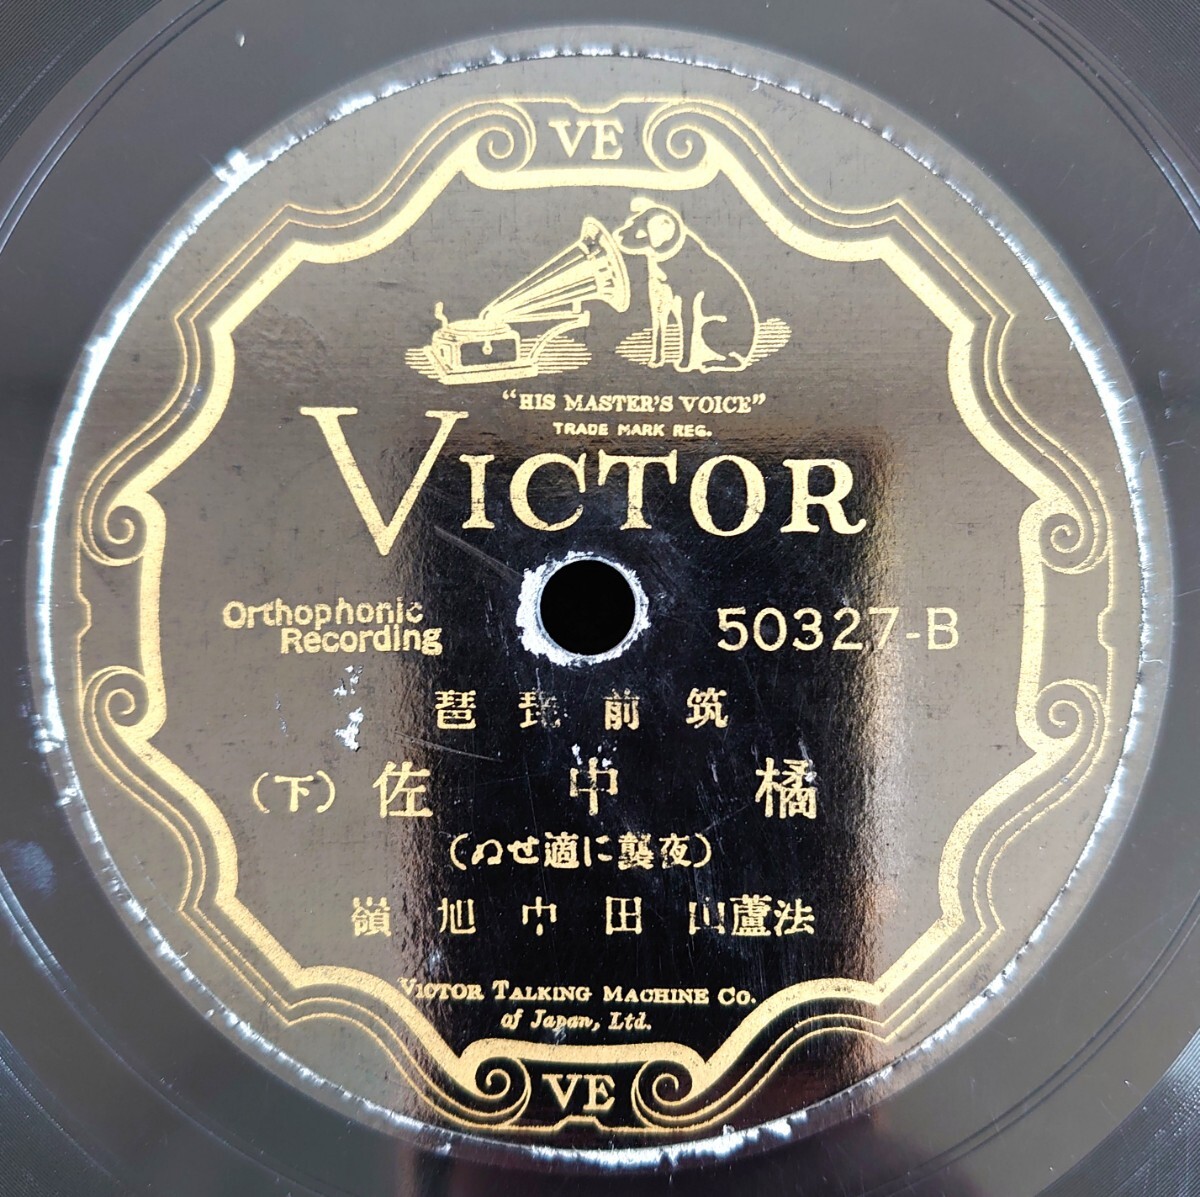 VE
"HIS MASTER'S VOICE"
TRADE MARK REG.
VICTOR
Orthophonic
Recording
50327-B
筑前琵琶
橘中佐(下)
(夜襲に適せぬ)
法蘆山田中旭嶺
VICTOR TALKING MACHINE CO.
of Japan, Ltd.
VE